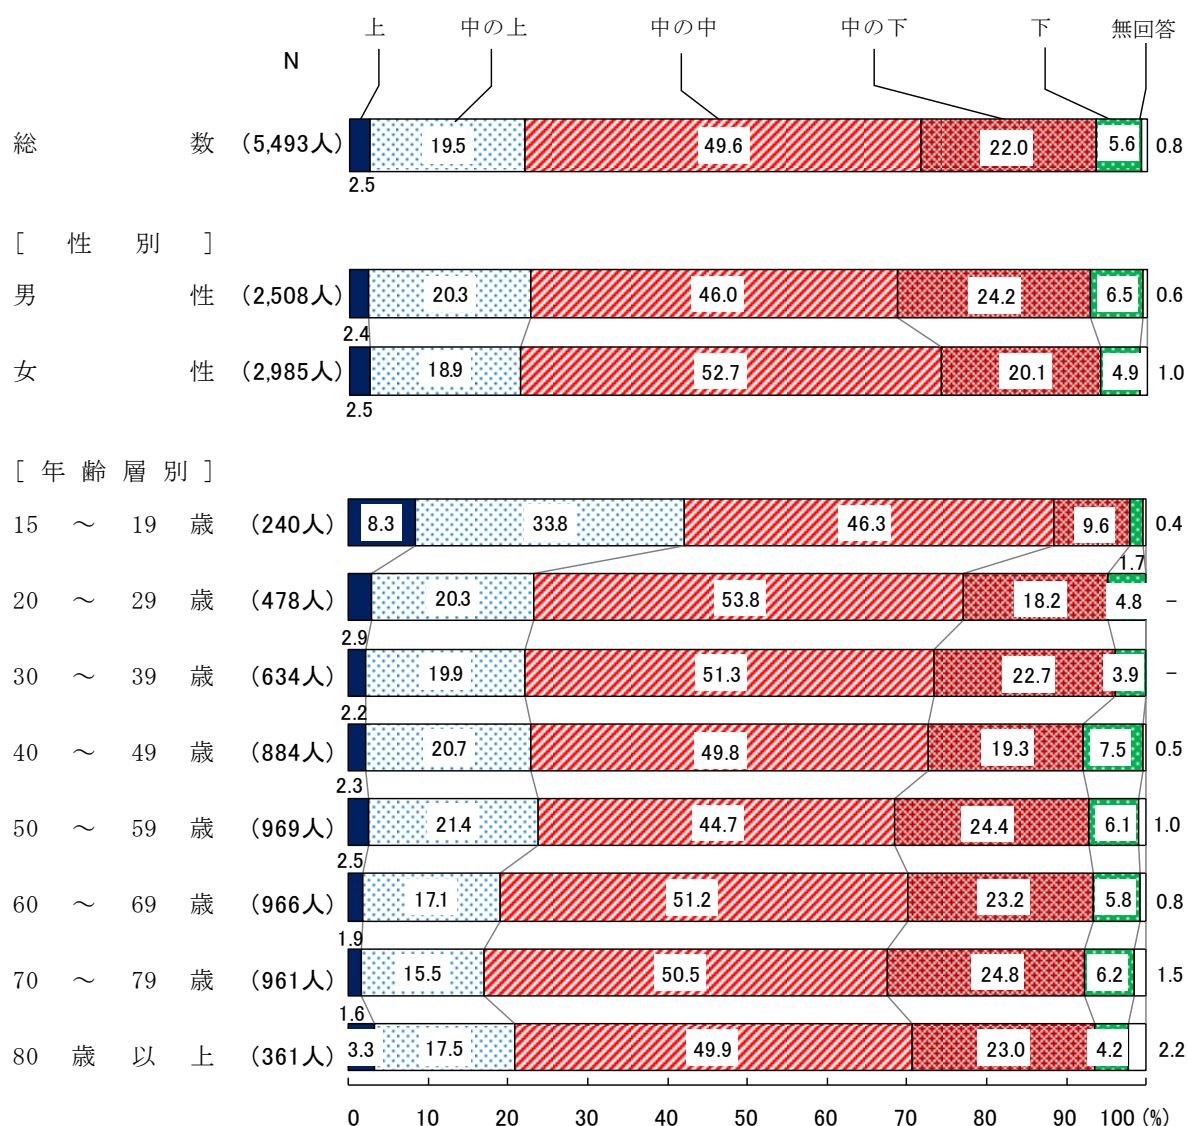 上 中の上 中の中 中の下 下 無回答
N
総数 (5,493人) 19.5 49.6 22.0 5.6 0.8
2.5
[性別]
男性 (2,508人) 20.3 46.0 24.2 6.5 0.6
2.4
女性 (2,985人) 18.9 52.7 20.1 4.9 1.0
2.5
[年齢層別]
15 ～ 19 歳 (240人) 8.3 33.8 46.3 9.6 0.4
1.7
20 ～ 29 歳 (478人) 20.3 53.8 18.2 4.8 -
2.9
30 ～ 39 歳 (634人) 19.9 51.3 22.7 3.9 -
2.2
40 ～ 49 歳 (884人) 20.7 49.8 19.3 7.5 0.5
2.3
50 ～ 59 歳 (969人) 21.4 44.7 24.4 6.1 1.0
2.5
60 ～ 69 歳 (966人) 17.1 51.2 23.2 5.8 0.8
1.9
70 ～ 79 歳 (961人) 15.5 50.5 24.8 6.2 1.5
1.6
80 歳以上 (361人) 3.3 17.5 49.9 23.0 4.2 2.2
0 10 20 30 40 50 60 70 80 90 100 (%)